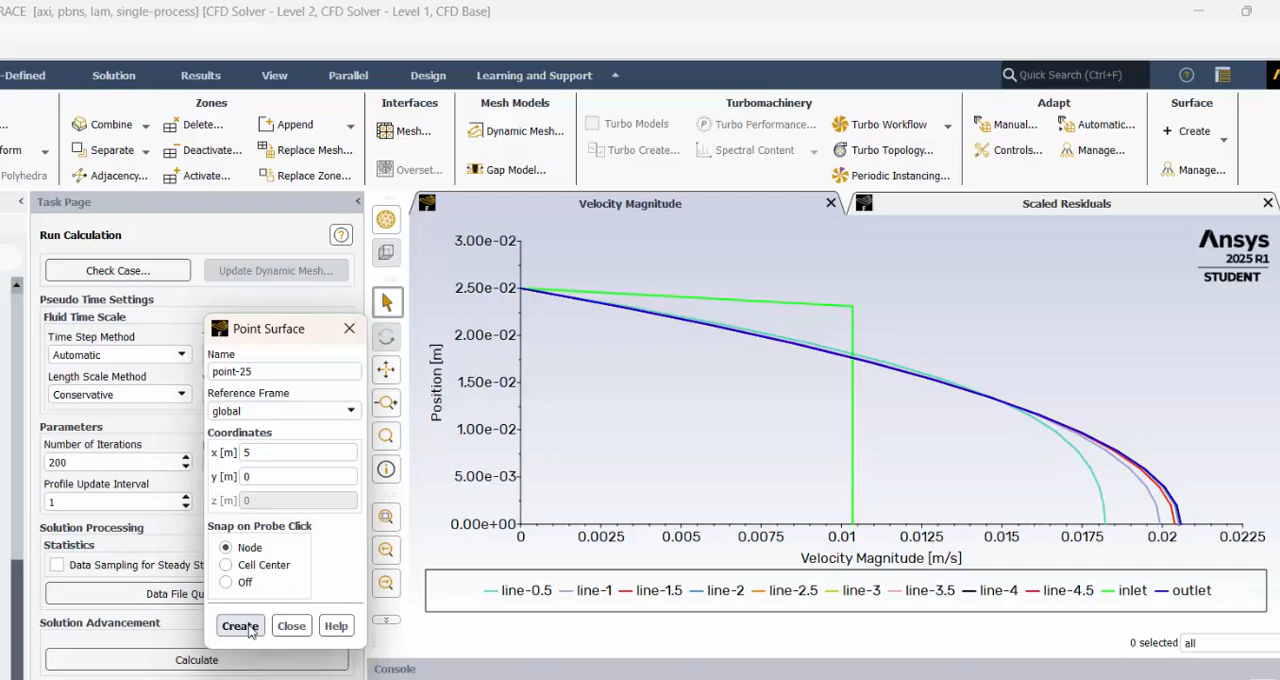 RACE [axi, pbns, lam, single-process] [CFD Solver - Level 2, CFD Solver - Level 1, CFD Base]
-Defined Solution Results View Parallel Design Learning and Support Quick Search (Ctrl+F)
Zones Interfaces Mesh Models Turbomachinery Adapt Surface
... Combine Delete... Append Mesh... Dynamic Mesh... Turbo Models Turbo Performance... Turbo Workflow Manual... Automatic... + Create
form Separate Deactivate... Replace Mesh... Turbo Create... Spectral Content Turbo Topology... Controls... Manage...
Polyhedra Adjacency... Activate... Replace Zone... Overset... Gap Model... Periodic Instancing... Manage...
Task Page
Run Calculation
Check Case... Update Dynamic Mesh...
Pseudo Time Settings
Fluid Time Scale
Time Step Method
Automatic
Length Scale Method
Conservative
Parameters
Number of Iterations
200
Profile Update Interval
1
Solution Processing
Statistics
Data Sampling for Steady St
Data File Qu
Solution Advancement
Calculate
Point Surface
Name
point-25
Reference Frame
global
Coordinates
x [m] 5
y [m] 0
z [m] 0
Snap on Probe Click
Node
Cell Center
Off
Create Close Help
Velocity Magnitude Scaled Residuals
Ansys
2025 R1
STUDENT
3.00e-02
2.50e-02
2.00e-02
1.50e-02
1.00e-02
5.00e-03
0.00e+00
Position [m]
0 0.0025 0.005 0.0075 0.01 0.0125 0.015 0.0175 0.02 0.0225
Velocity Magnitude [m/s]
line-0.5 line-1 line-1.5 line-2 line-2.5 line-3 line-3.5 line-4 line-4.5 inlet outlet
0 selected all
Console